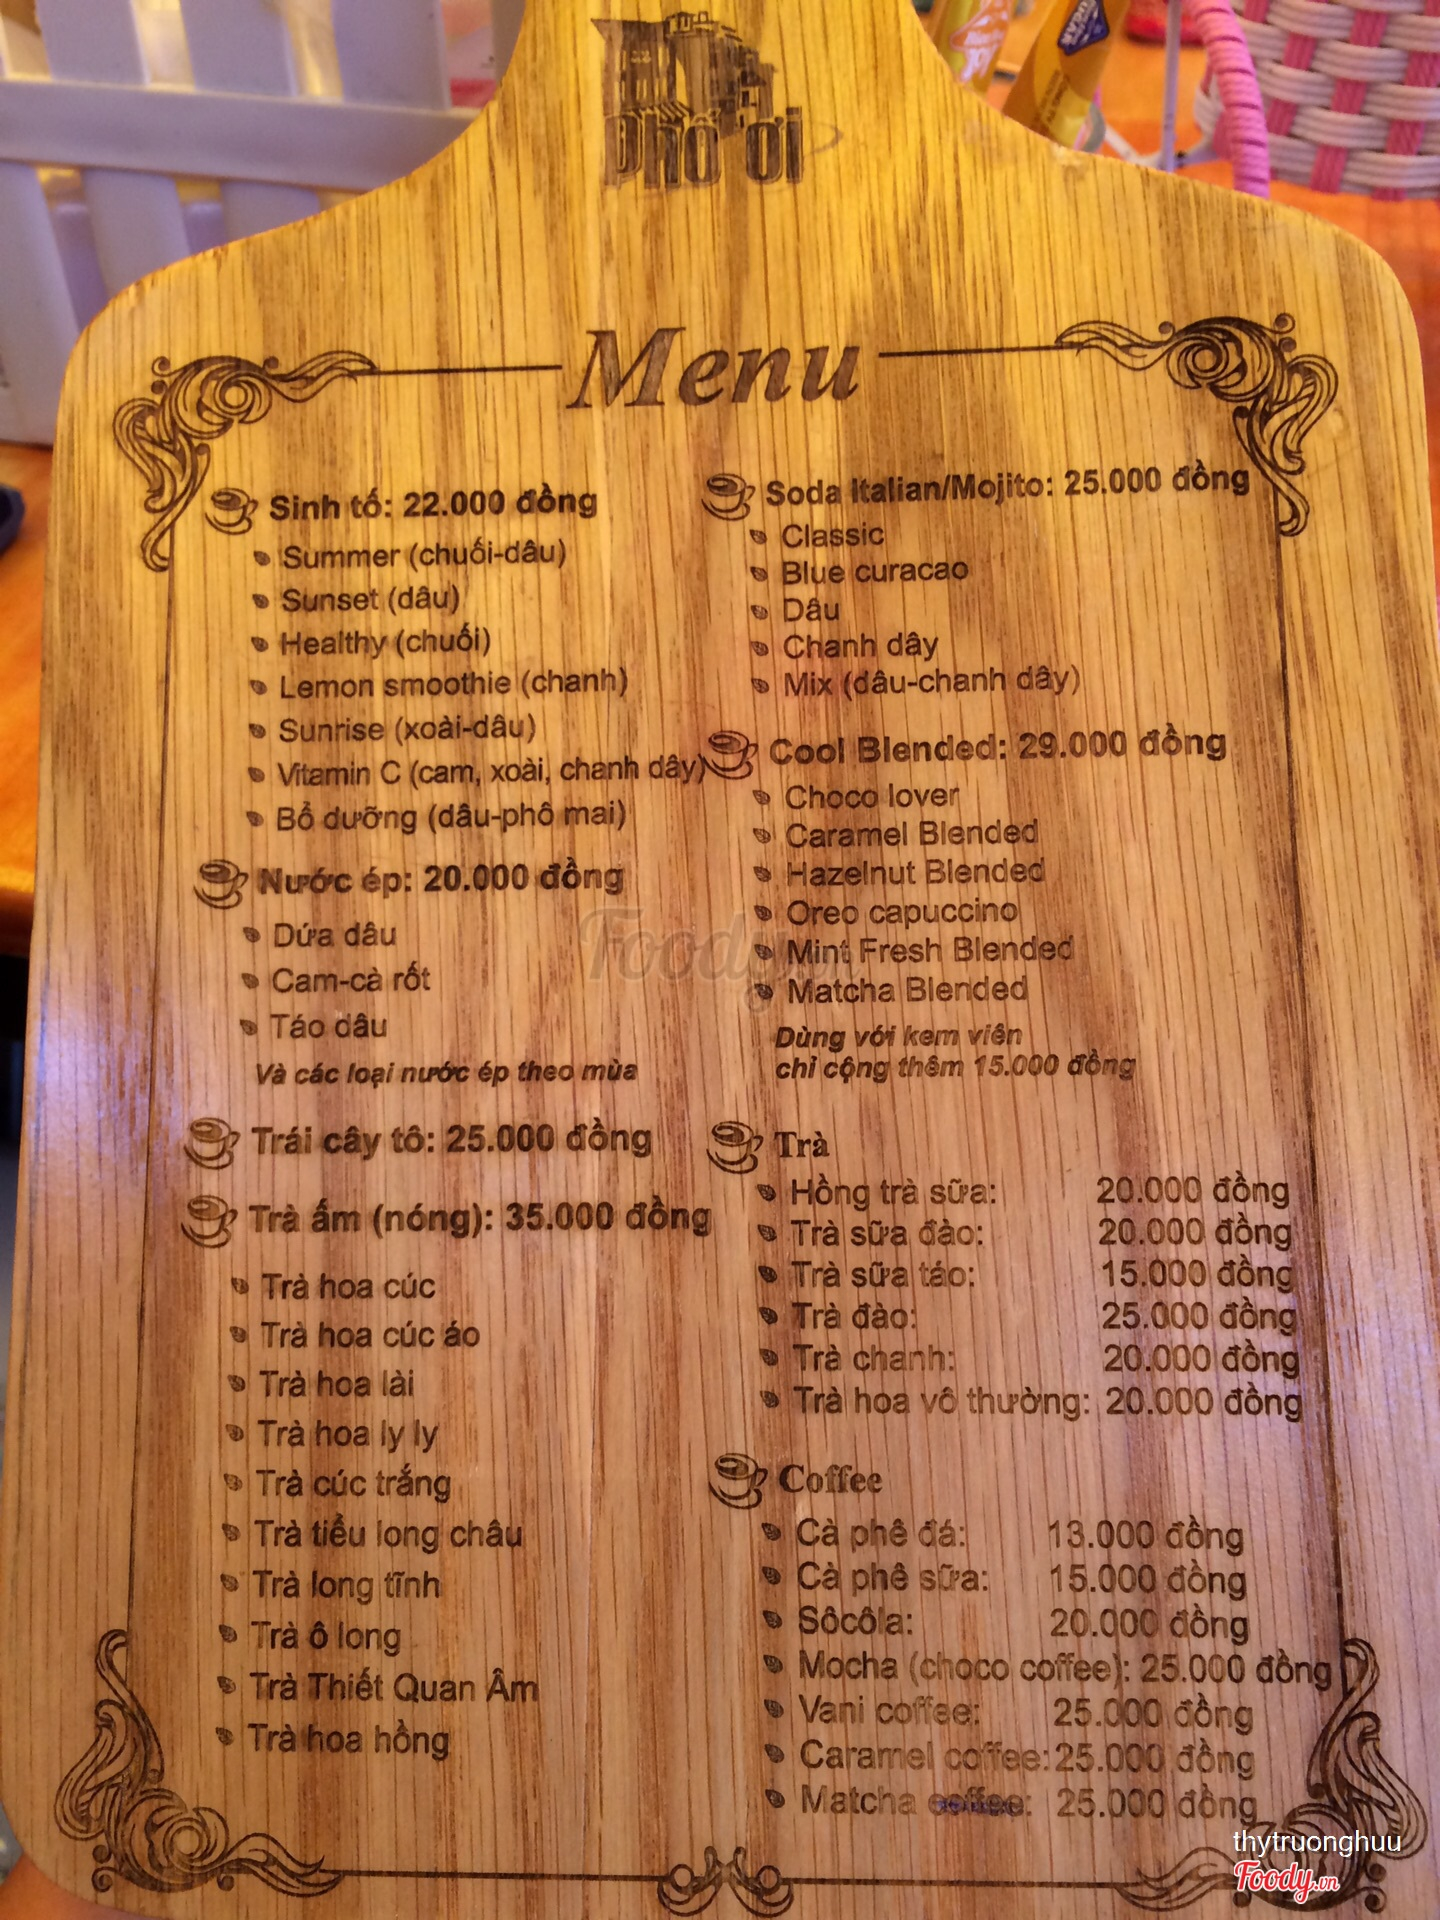 Phố ơi
Menu
Sinh tố: 22.000 đồng
Summer (chuối-dâu)
Sunset (dâu)
Healthy (chuối)
Lemon smoothie (chanh)
Sunrise (xoài-dâu)
Vitamin C (cam, xoài, chanh dây)
Bổ dưỡng (dâu-phô mai)
Nước ép: 20.000 đồng
Dứa dâu
Cam-cà rốt
Táo dâu
Và các loại nước ép theo mùa
Trái cây tô: 25.000 đồng
Trà ấm (nóng): 35.000 đồng
Trà hoa cúc
Trà hoa cúc áo
Trà hoa lài
Trà hoa ly ly
Trà cúc trắng
Trà tiểu long châu
Trà long tĩnh
Trà ô long
Trà Thiết Quan Âm
Trà hoa hồng
Soda Italian/Mojito: 25.000 đồng
Classic
Blue curacao
Dâu
Chanh dây
Mix (dâu-chanh dây)
Cool Blended: 29.000 đồng
Choco lover
Caramel Blended
Hazelnut Blended
Oreo capuccino
Mint Fresh Blended
Matcha Blended
Dùng với kem viên
chỉ cộng thêm 15.000 đồng
Trà
Hồng trà sữa: 20.000 đồng
Trà sữa đào: 20.000 đồng
Trà sữa táo: 15.000 đồng
Trà đào: 25.000 đồng
Trà chanh: 20.000 đồng
Trà hoa vô thường: 20.000 đồng
Coffee
Cà phê đá: 13.000 đồng
Cà phê sữa: 15.000 đồng
Sôcôla: 20.000 đồng
Mocha (choco coffee): 25.000 đồng
Vani coffee: 25.000 đồng
Caramel coffee: 25.000 đồng
Matcha coffee: 25.000 đồng
Foody.vn
thytruonghuu
Foody.vn